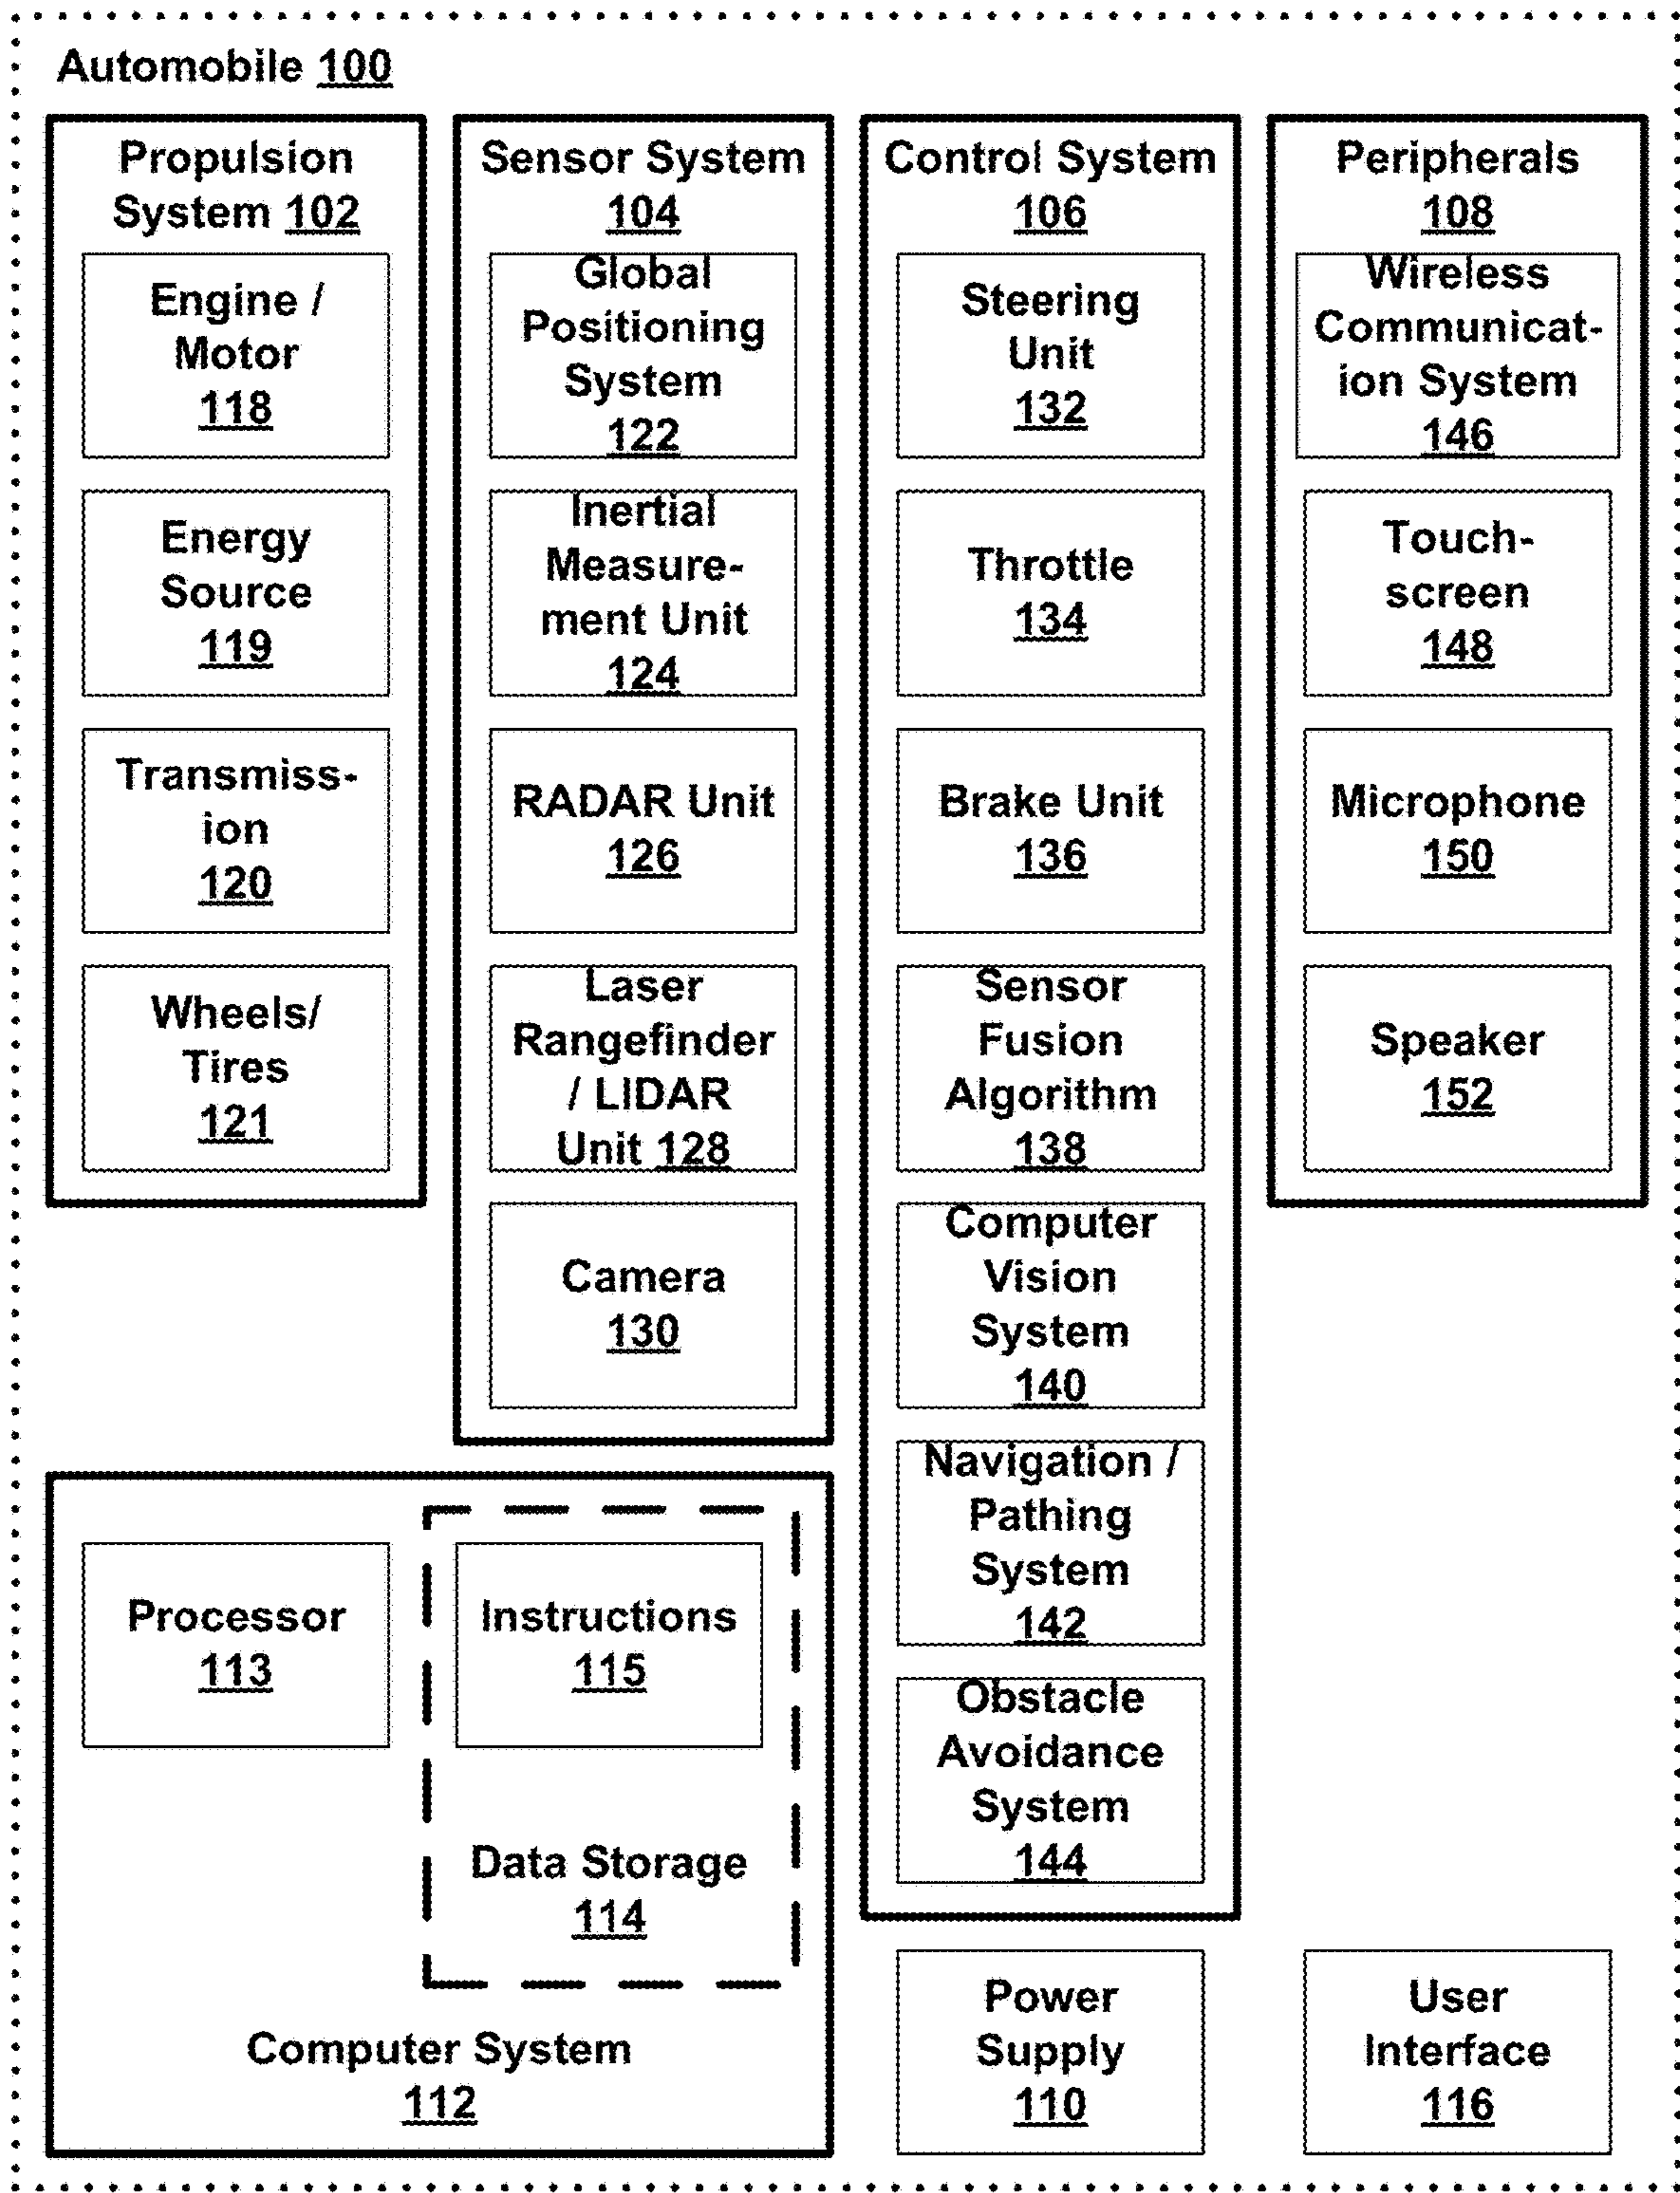 Automobile 100
Propulsion
System 102
Engine /
Motor
118
Energy
Source
119
Transmiss-
ion
120
Wheels/
Tires
121
Sensor System
104
Global
Positioning
System
122
Inertial
Measure-
ment Unit
124
RADAR Unit
126
Laser
Rangefinder
/ LIDAR
Unit 128
Camera
130
Control System
106
Steering
Unit
132
Throttle
134
Brake Unit
136
Sensor
Fusion
Algorithm
138
Computer
Vision
System
140
Navigation /
Pathing
System
142
Obstacle
Avoidance
System
144
Peripherals
108
Wireless
Communicat-
ion System
146
Touch-
screen
148
Microphone
150
Speaker
152
Processor
113
Instructions
115
Data Storage
114
Computer System
112
Power
Supply
110
User
Interface
116